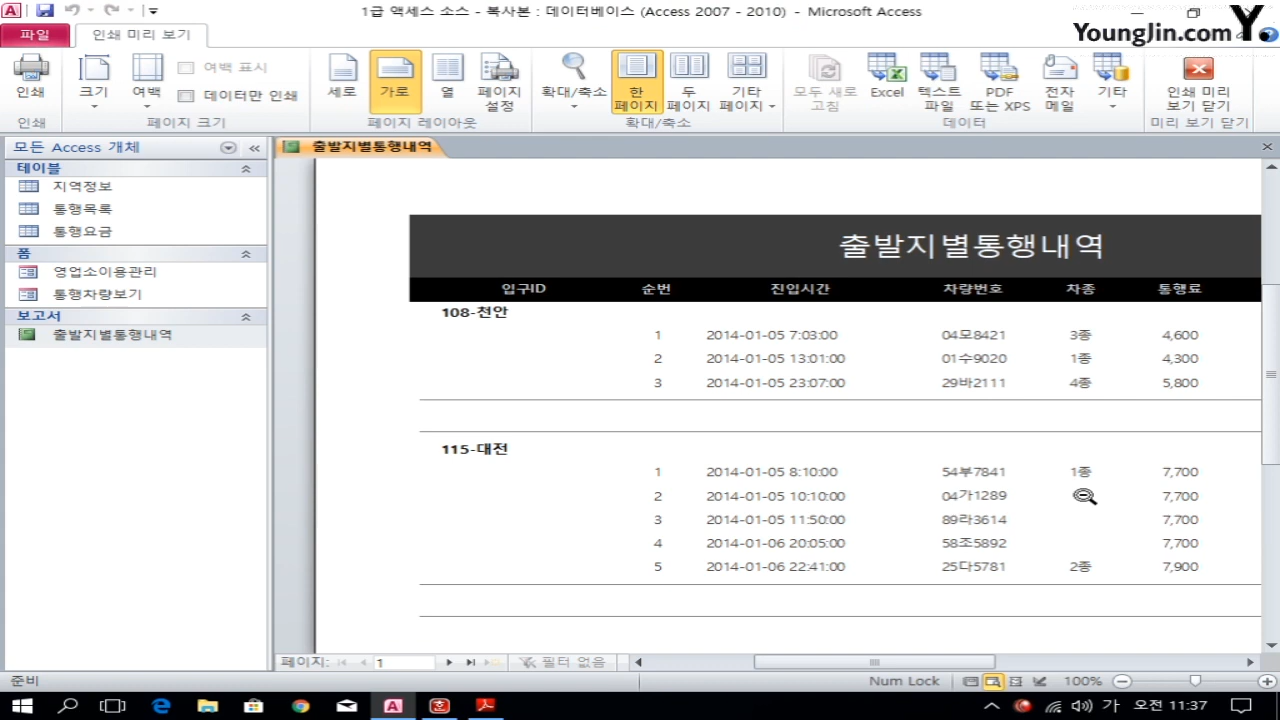 1급 액세스 소스 - 복사본 : 데이터베이스 (Access 2007 - 2010) - Microsoft Access
YoungJin.com Y.
파일 인쇄 미리 보기
인쇄 크기 여백 여백 표시 데이터만 인쇄 세로 가로 열 페이지 설정 확대/축소 한 페이지 두 페이지 기타 페이지 모두 새로 고침 Excel 텍스트 파일 PDF 또는 XPS 전자 메일 기타 인쇄 미리 보기 닫기
인쇄 페이지 크기 페이지 레이아웃 확대/축소 데이터 미리 보기 닫기
모든 Access 개체
테이블
지역정보
통행목록
통행요금
폼
영업소이용관리
통행차량보기
보고서
출발지별통행내역
출발지별통행내역
출발지별통행내역
입구ID 순번 진입시간 차량번호 차종 통행료
108-천안
1 2014-01-05 7:03:00 04모8421 3종 4,600
2 2014-01-05 13:01:00 01수9020 1종 4,300
3 2014-01-05 23:07:00 29바2111 4종 5,800
115-대전
1 2014-01-05 8:10:00 54부7841 1종 7,700
2 2014-01-05 10:10:00 04가1289 7,700
3 2014-01-05 11:50:00 89라3614 7,700
4 2014-01-06 20:05:00 58조5892 7,700
5 2014-01-06 22:41:00 25다5781 2종 7,900
페이지: 1 필터 없음
준비 Num Lock 100%
가 오전 11:37